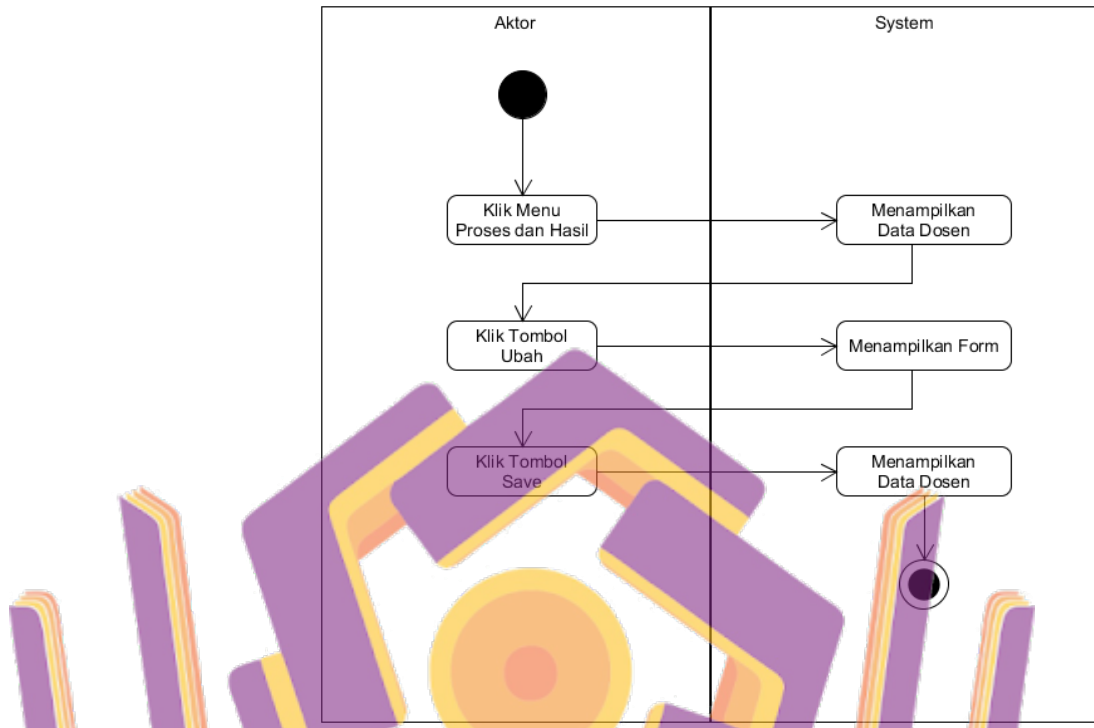 Aktor
System
Klik Menu
Proses dan Hasil
Menampilkan
Data Dosen
Klik Tombol
Ubah
Menampilkan Form
Klik Tombol
Save
Menampilkan
Data Dosen